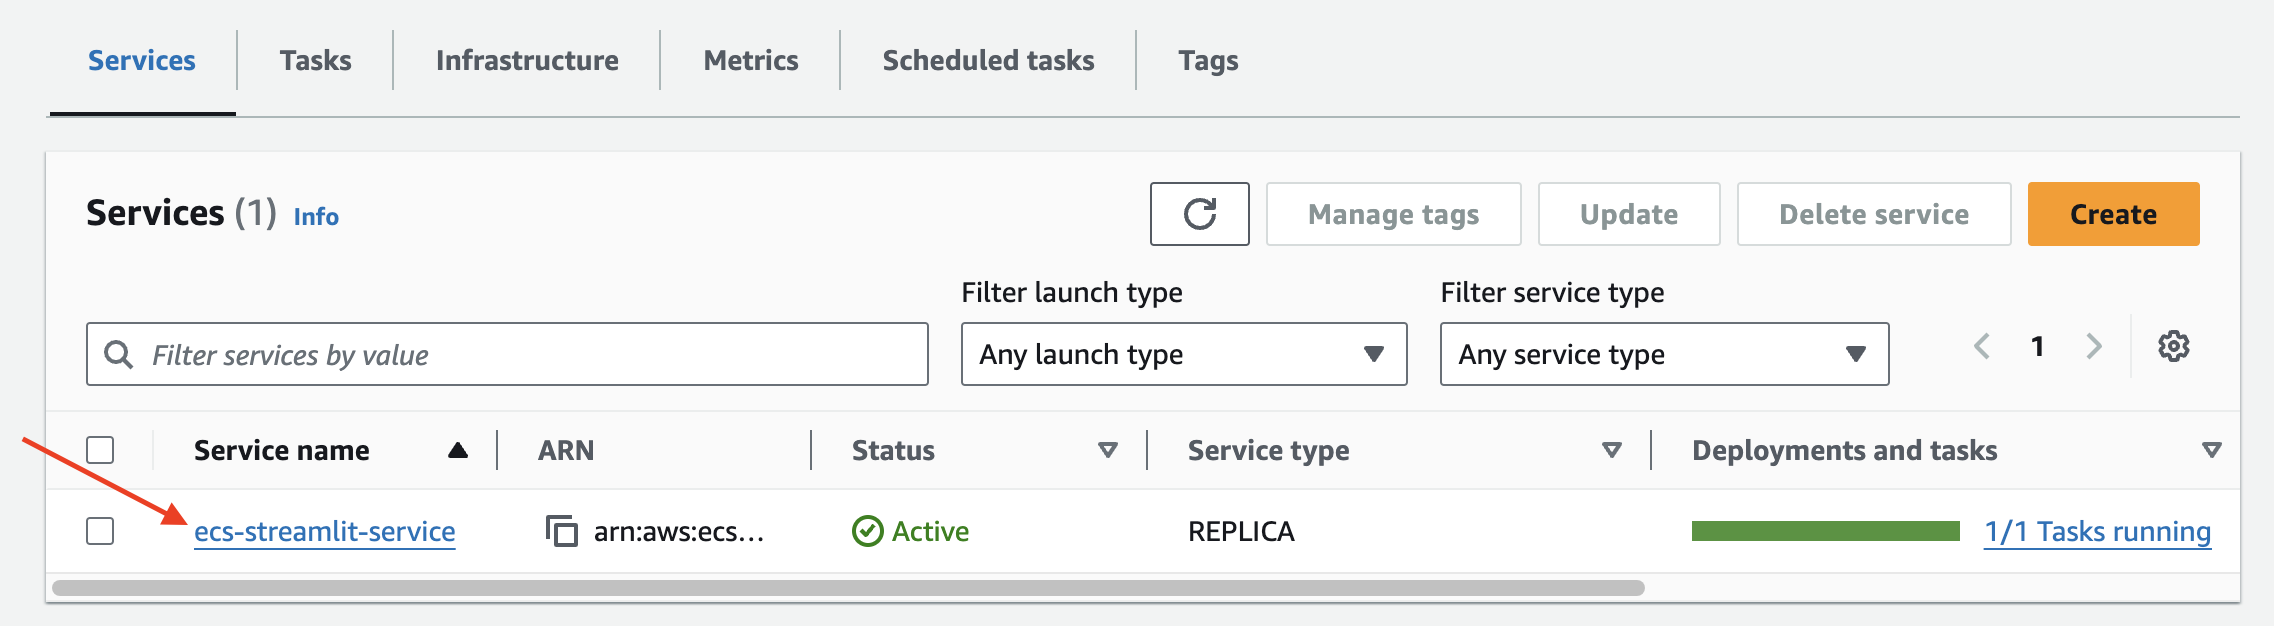 Services Tasks Infrastructure Metrics Scheduled tasks Tags
Services (1) Info Manage tags Update Delete service Create
Filter launch type Filter service type
Filter services by value Any launch type Any service type 1
Service name ARN Status Service type Deployments and tasks
ecs-streamlit-service arn:aws:ecs... Active REPLICA 1/1 Tasks running